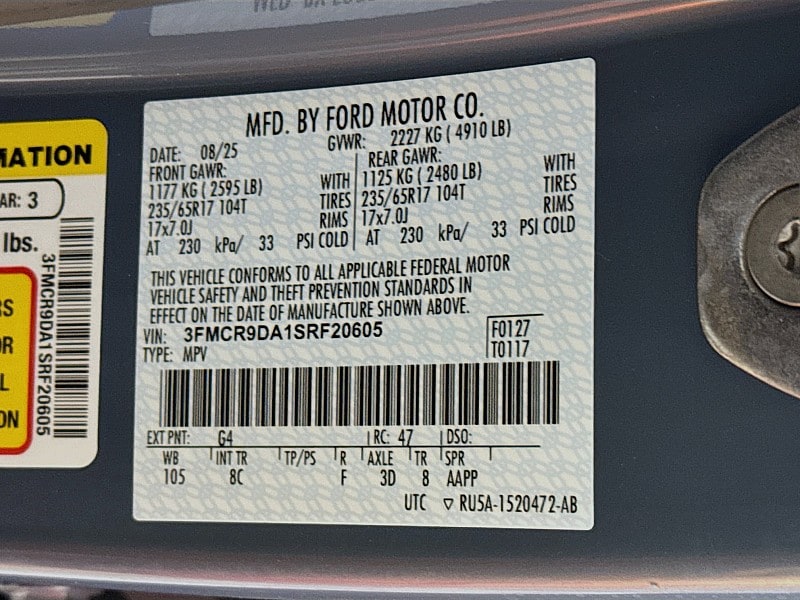 MATION
AR: 3
lbs.
3FMCR9DA1SRF20605
RS
OR
L
ON
MFD. BY FORD MOTOR CO.
DATE: 08/25 GVWR: 2227 KG ( 4910 LB)
FRONT GAWR: REAR GAWR:
1177 KG ( 2595 LB) WITH 1125 KG ( 2480 LB) WITH
235/65R17 104T TIRES 235/65R17 104T TIRES
17x7.0J RIMS 17x7.0J RIMS
AT 230 kPa/ 33 PSI COLD AT 230 kPa/ 33 PSI COLD
THIS VEHICLE CONFORMS TO ALL APPLICABLE FEDERAL MOTOR
VEHICLE SAFETY AND THEFT PREVENTION STANDARDS IN
EFFECT ON THE DATE OF MANUFACTURE SHOWN ABOVE.
VIN: 3FMCR9DA1SRF20605 F0127
TYPE: MPV T0117
EXT PNT: G4 RC: 47 DSO:
WB INT TR TP/PS R AXLE TR SPR
105 8C F 3D 8 AAPP
UTC ▽ RU5A-1520472-AB